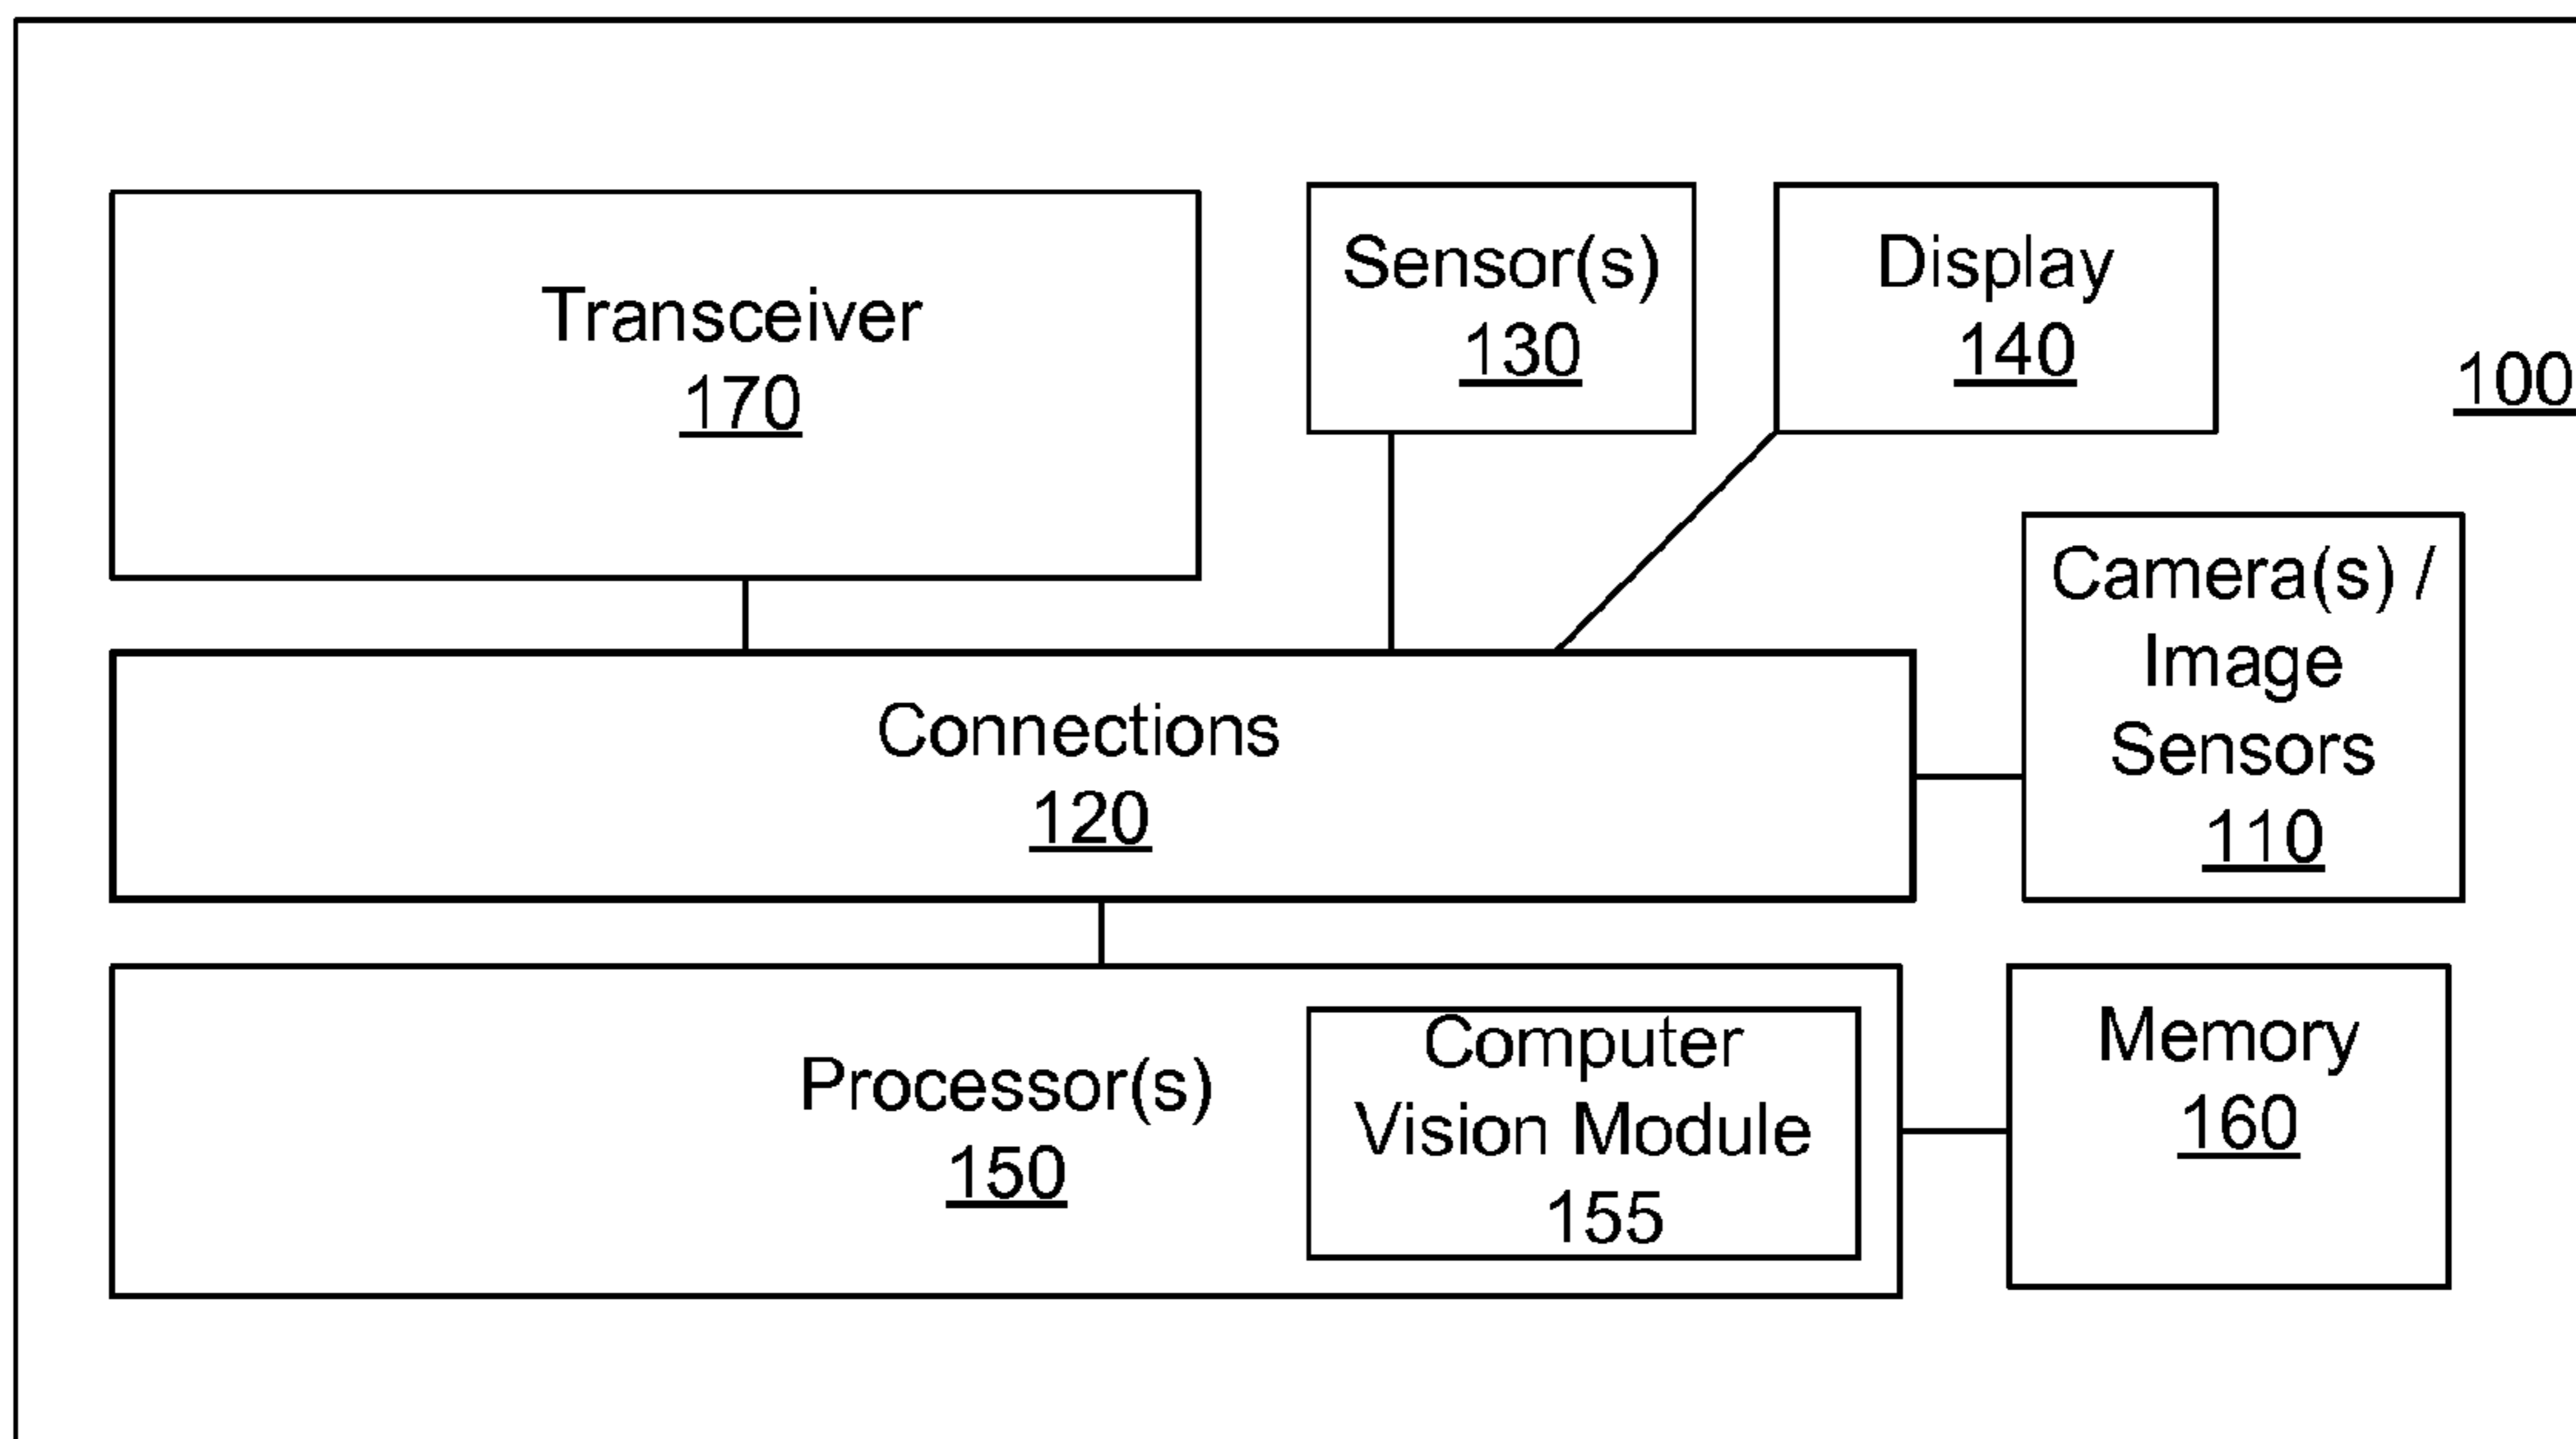 Transceiver
170
Sensor(s)
130
Display
140
100
Camera(s) /
Image
Sensors
110
Connections
120
Processor(s)
150
Computer
Vision Module
155
Memory
160